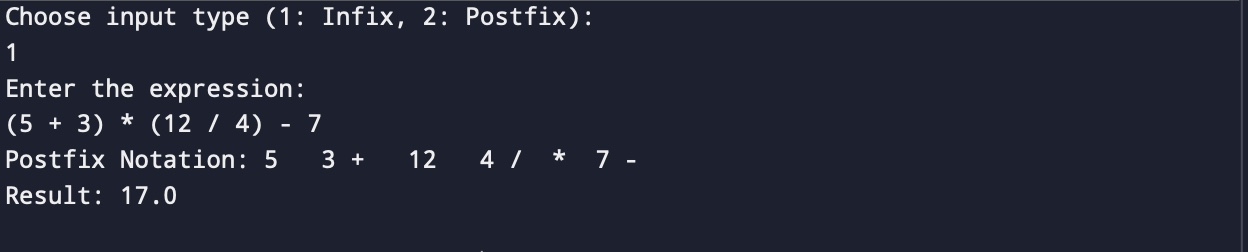 Choose input type (1: Infix, 2: Postfix):
1
Enter the expression:
(5 + 3) * (12 / 4) - 7
Postfix Notation: 5   3 +   12   4 /  *  7 -
Result: 17.0